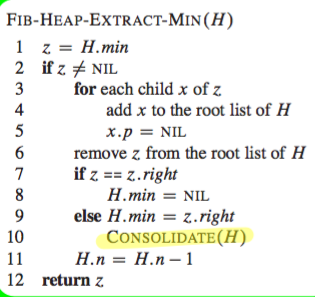 FIB-HEAP-EXTRACT-MIN(H)
1 z = H.min
2 if z ≠ NIL
3 for each child x of z
4 add x to the root list of H
5 x.p = NIL
6 remove z from the root list of H
7 if z == z.right
8 H.min = NIL
9 else H.min = z.right
10 CONSOLIDATE(H)
11 H.n = H.n − 1
12 return z